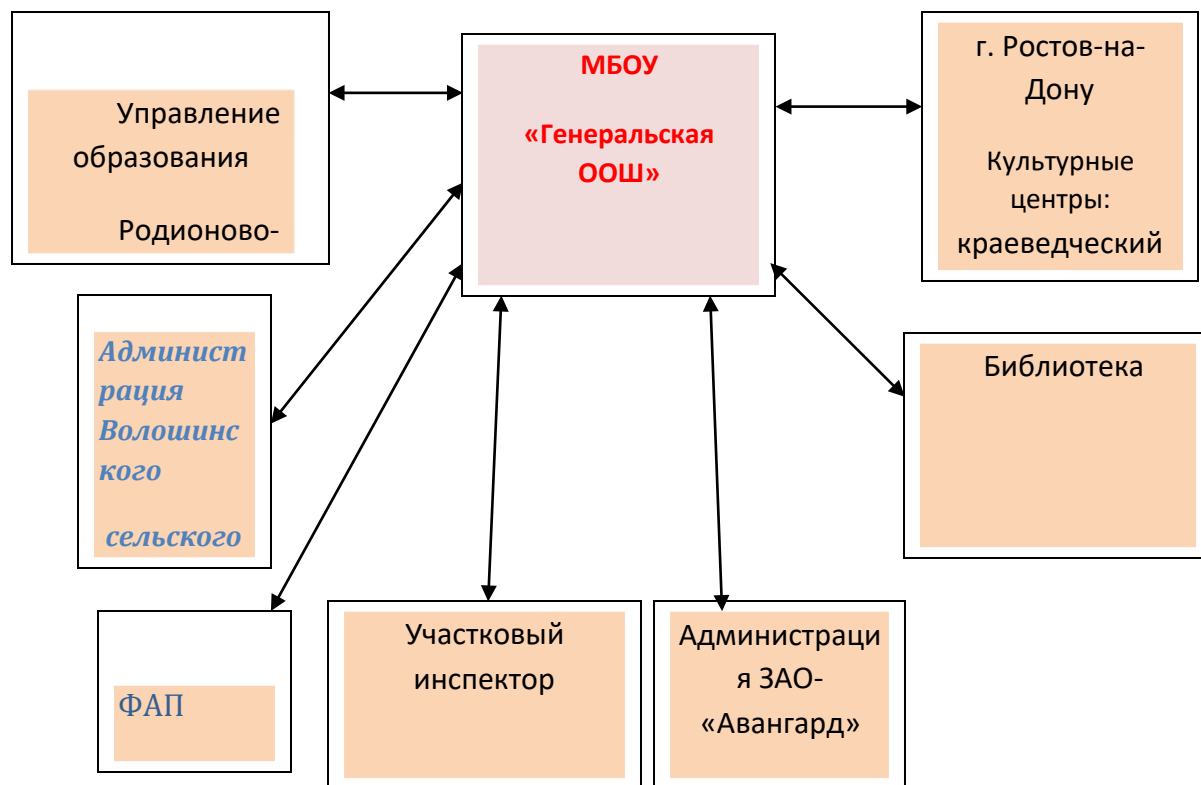 Управление
образования
Родионово-
МБОУ
«Генеральская
ООШ»
г. Ростов-на-
Дону
Культурные
центры:
краеведческий
Админист
рация
Волошинс
кого
сельского
Библиотека
ФАП
Участковый
инспектор
Администраци
я ЗАО-
«Авангард»